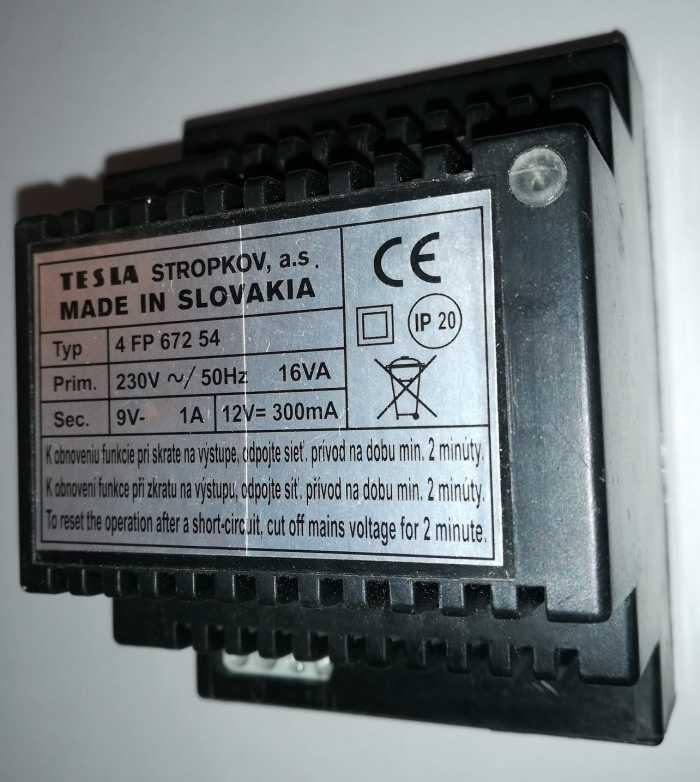 TESLA STROPKOV, a.s.
MADE IN SLOVAKIA
CE
IP 20
Typ 4 FP 672 54
Prim. 230V ~/ 50Hz 16VA
Sec. 9V- 1A 12V= 300mA
K obnoveniu funkcie pri skrate na výstupe, odpojte sieť. prívod na dobu min. 2 minúty.
K obnovení funkce při zkratu na výstupu, odpojte síť. přívod na dobu min. 2 minúty.
To reset the operation after a short-circuit, cut off mains voltage for 2 minute.